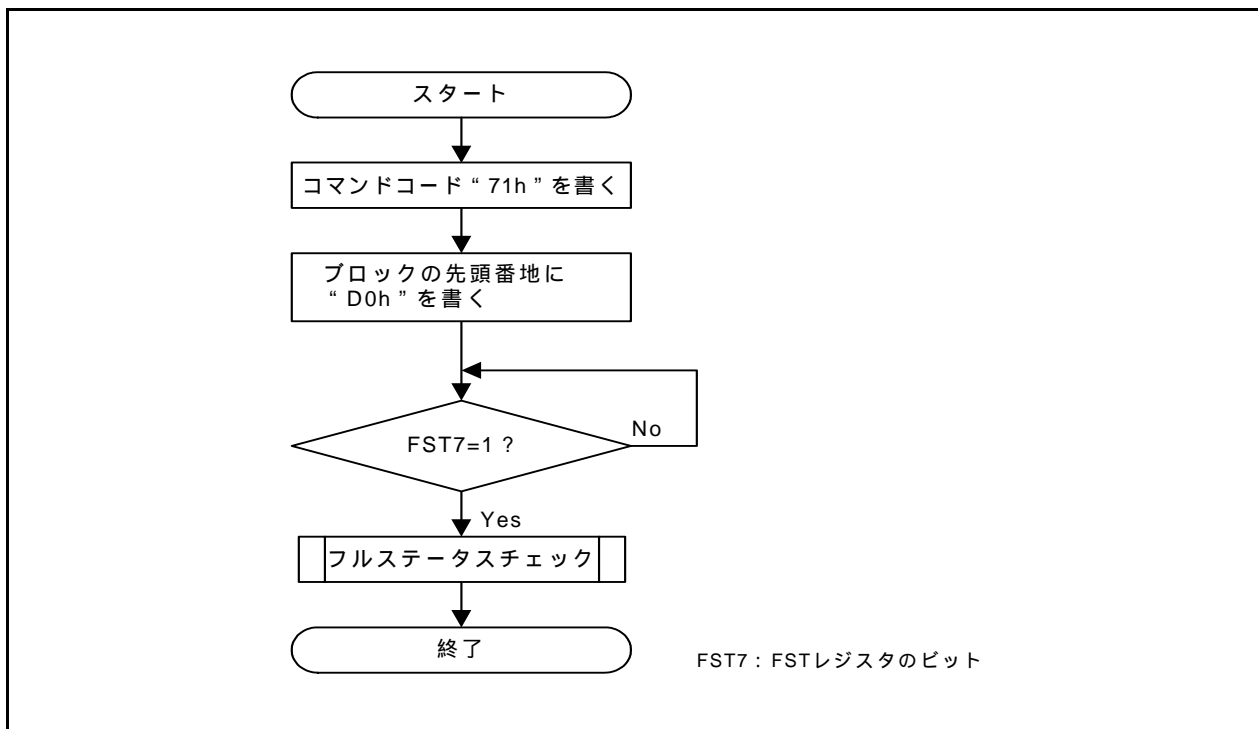 スタート
コマンドコード“71h”を書く
ブロックの先頭番地に
“D0h”を書く
FST7=1？
No
Yes
フルステータスチェック
終了
FST7：FSTレジスタのビット